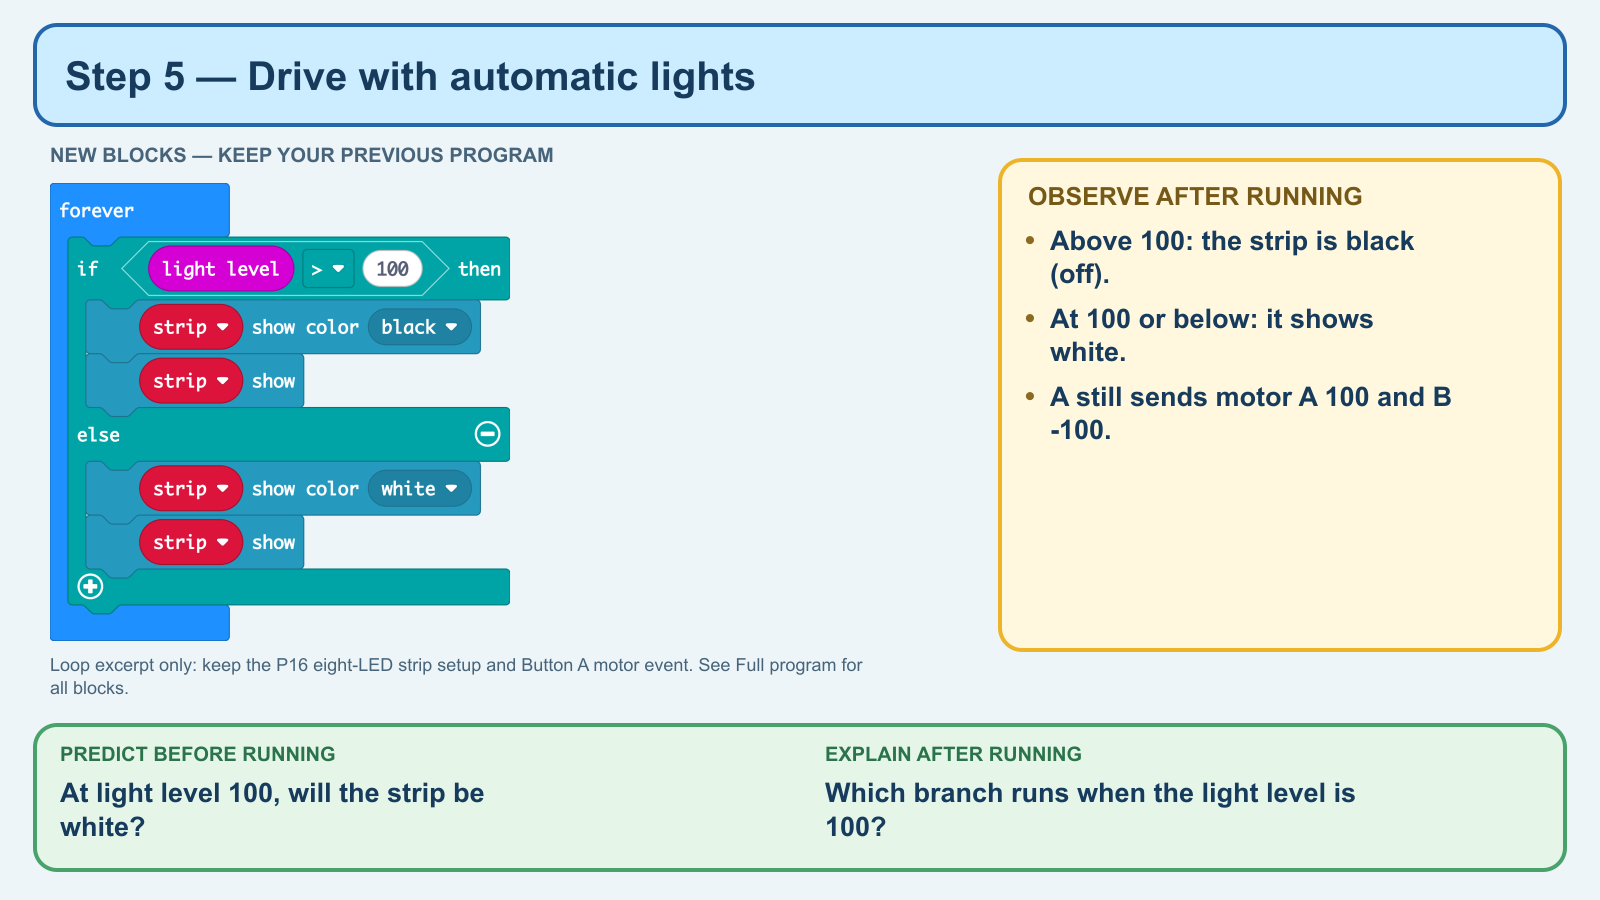 Step 5 — Drive with automatic lights
NEW BLOCKS — KEEP YOUR PREVIOUS PROGRAM
forever
if light level > 100 then
strip show color black
strip show
else
strip show color white
strip show
Loop excerpt only: keep the P16 eight-LED strip setup and Button A motor event. See Full program for
all blocks.
OBSERVE AFTER RUNNING
• Above 100: the strip is black
(off).
• At 100 or below: it shows
white.
• A still sends motor A 100 and B
-100.
PREDICT BEFORE RUNNING
At light level 100, will the strip be
white?
EXPLAIN AFTER RUNNING
Which branch runs when the light level is
100?